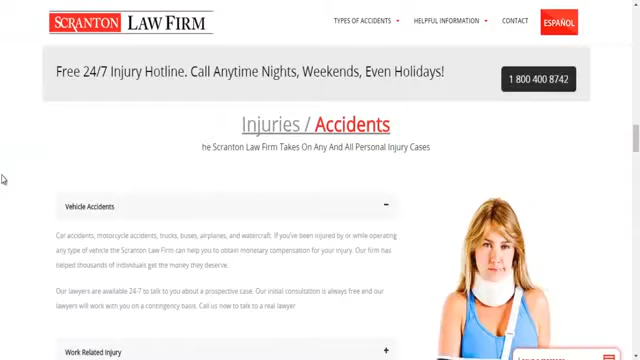 SCRANTON LAW FIRM
TYPES OF ACCIDENTS
HELPFUL INFORMATION
CONTACT
ESPAÑOL
Free 24/7 Injury Hotline. Call Anytime Nights, Weekends, Even Holidays!
1 800 400 8742
Injuries / Accidents
he Scranton Law Firm Takes On Any And All Personal Injury Cases
Vehicle Accidents
Car accidents, motorcycle accidents, trucks, buses, airplanes, and watercraft. If you've been injured by or while operating
any type of vehicle the Scranton Law Firm can help you to obtain monetary compensation for your injury. Our firm has
helped thousands of individuals get the money they deserve.
Our lawyers are available 24-7 to talk to you about a prospective case. Our initial consultation is always free and our
lawyers will work with you on a contingency basis. Call us now to talk to a real lawyer
Work Related Injury
Leave a message